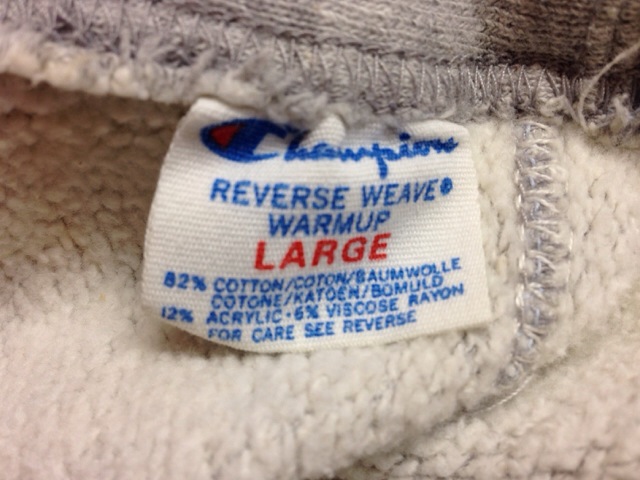 Champion
REVERSE WEAVE®
WARMUP
LARGE
82% COTTON/COTON/BAUMWOLLE
COTONE/KATOEN/BOMULD
12% ACRYLIC·6% VISCOSE RAYON
FOR CARE SEE REVERSE